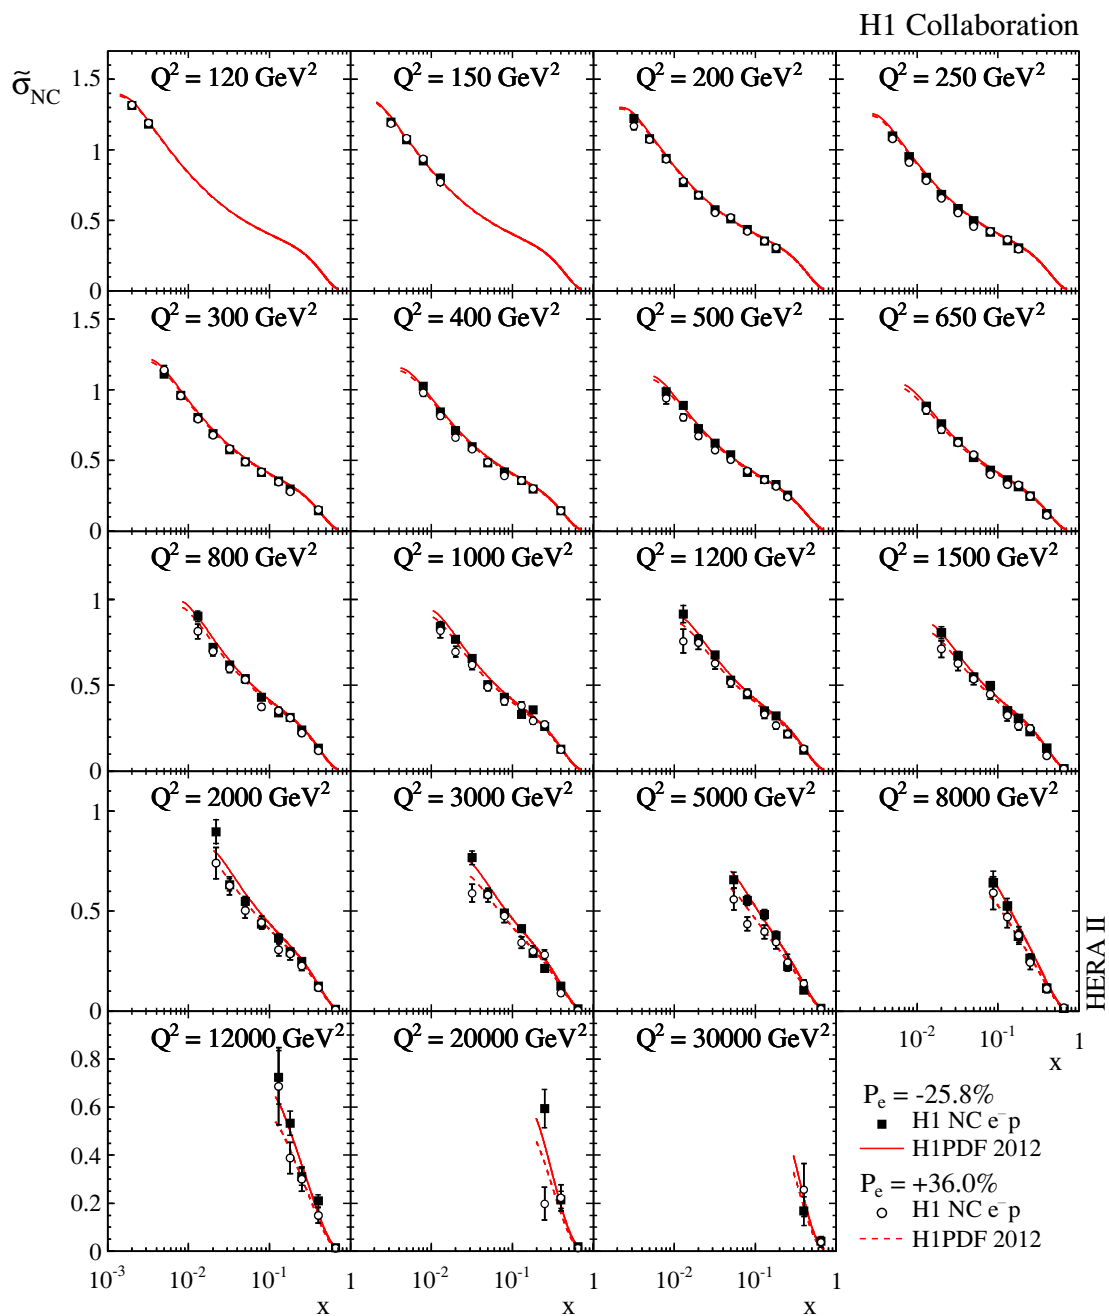 H1 Collaboration
σ̃NC
Q² = 120 GeV²
Q² = 150 GeV²
Q² = 200 GeV²
Q² = 250 GeV²
1.5
1
0.5
0
Q² = 300 GeV²
Q² = 400 GeV²
Q² = 500 GeV²
Q² = 650 GeV²
1.5
1
0.5
0
Q² = 800 GeV²
Q² = 1000 GeV²
Q² = 1200 GeV²
Q² = 1500 GeV²
1
0.5
0
Q² = 2000 GeV²
Q² = 3000 GeV²
Q² = 5000 GeV²
Q² = 8000 GeV²
1
0.5
0
HERA II
10⁻² 10⁻¹ 1
x
Q² = 12000 GeV²
Q² = 20000 GeV²
Q² = 30000 GeV²
0.8
0.6
0.4
0.2
0
10⁻³ 10⁻² 10⁻¹ 1
10⁻² 10⁻¹ 1
10⁻² 10⁻¹ 1
x
x
x
Pe = -25.8%
H1 NC e⁻p
H1PDF 2012
Pe = +36.0%
H1 NC e⁻p
H1PDF 2012